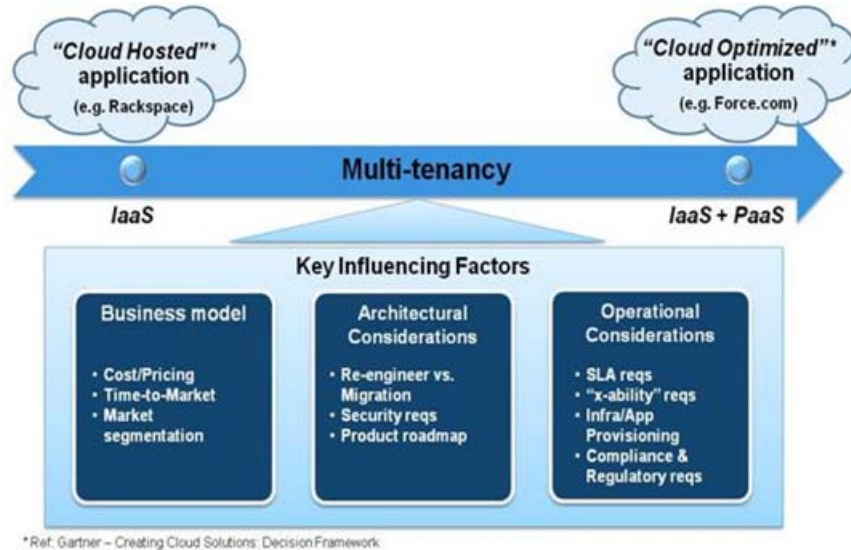 "Cloud Hosted"*
application
(e.g. Rackspace)
"Cloud Optimized"*
application
(e.g. Force.com)
Multi-tenancy
IaaS
IaaS + PaaS
Key Influencing Factors
Business model
• Cost/Pricing
• Time-to-Market
• Market
segmentation
Architectural
Considerations
• Re-engineer vs.
Migration
• Security reqs
• Product roadmap
Operational
Considerations
• SLA reqs
• "x-ability" reqs
• Infra/App
Provisioning
• Compliance &
Regulatory reqs
*Ref: Gartner – Creating Cloud Solutions: Decision Framework